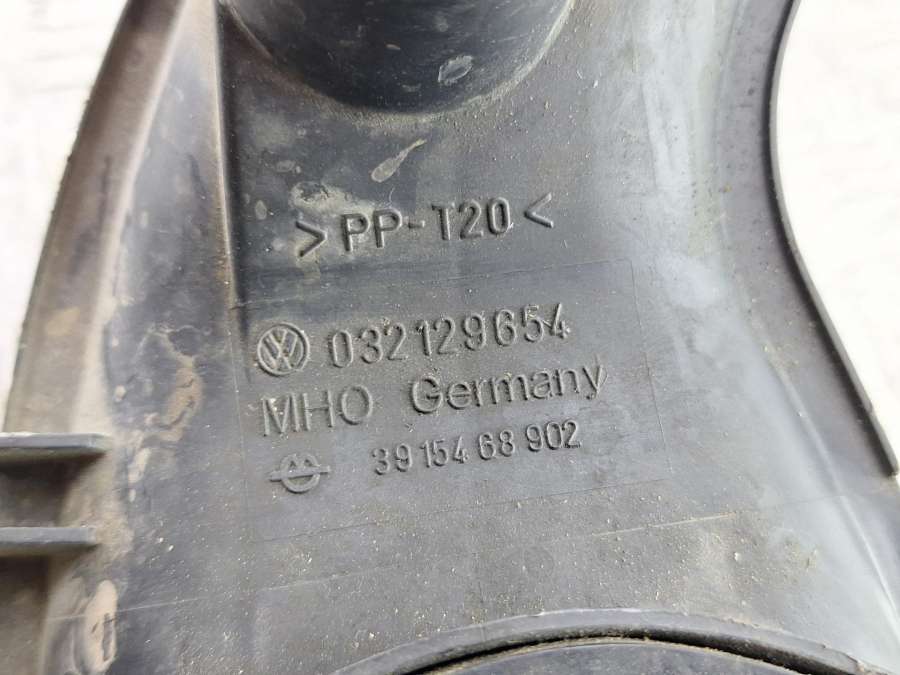 >PP-T20<
032129654
MHO Germany
39 154 68 902